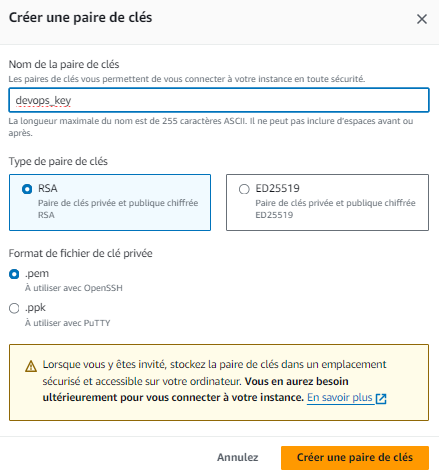 Créer une paire de clés
Nom de la paire de clés
Les paires de clés vous permettent de vous connecter à votre instance en toute sécurité.
devops_key
La longueur maximale du nom est de 255 caractères ASCII. Il ne peut pas inclure d'espaces avant ou
après.
Type de paire de clés
RSA
Paire de clés privée et publique chiffrée
RSA
ED25519
Paire de clés privée et publique chiffrée
ED25519
Format de fichier de clé privée
.pem
À utiliser avec OpenSSH
.ppk
À utiliser avec PuTTY
Lorsque vous y êtes invité, stockez la paire de clés dans un emplacement
sécurisé et accessible sur votre ordinateur. Vous en aurez besoin
ultérieurement pour vous connecter à votre instance. En savoir plus
Annulez
Créer une paire de clés